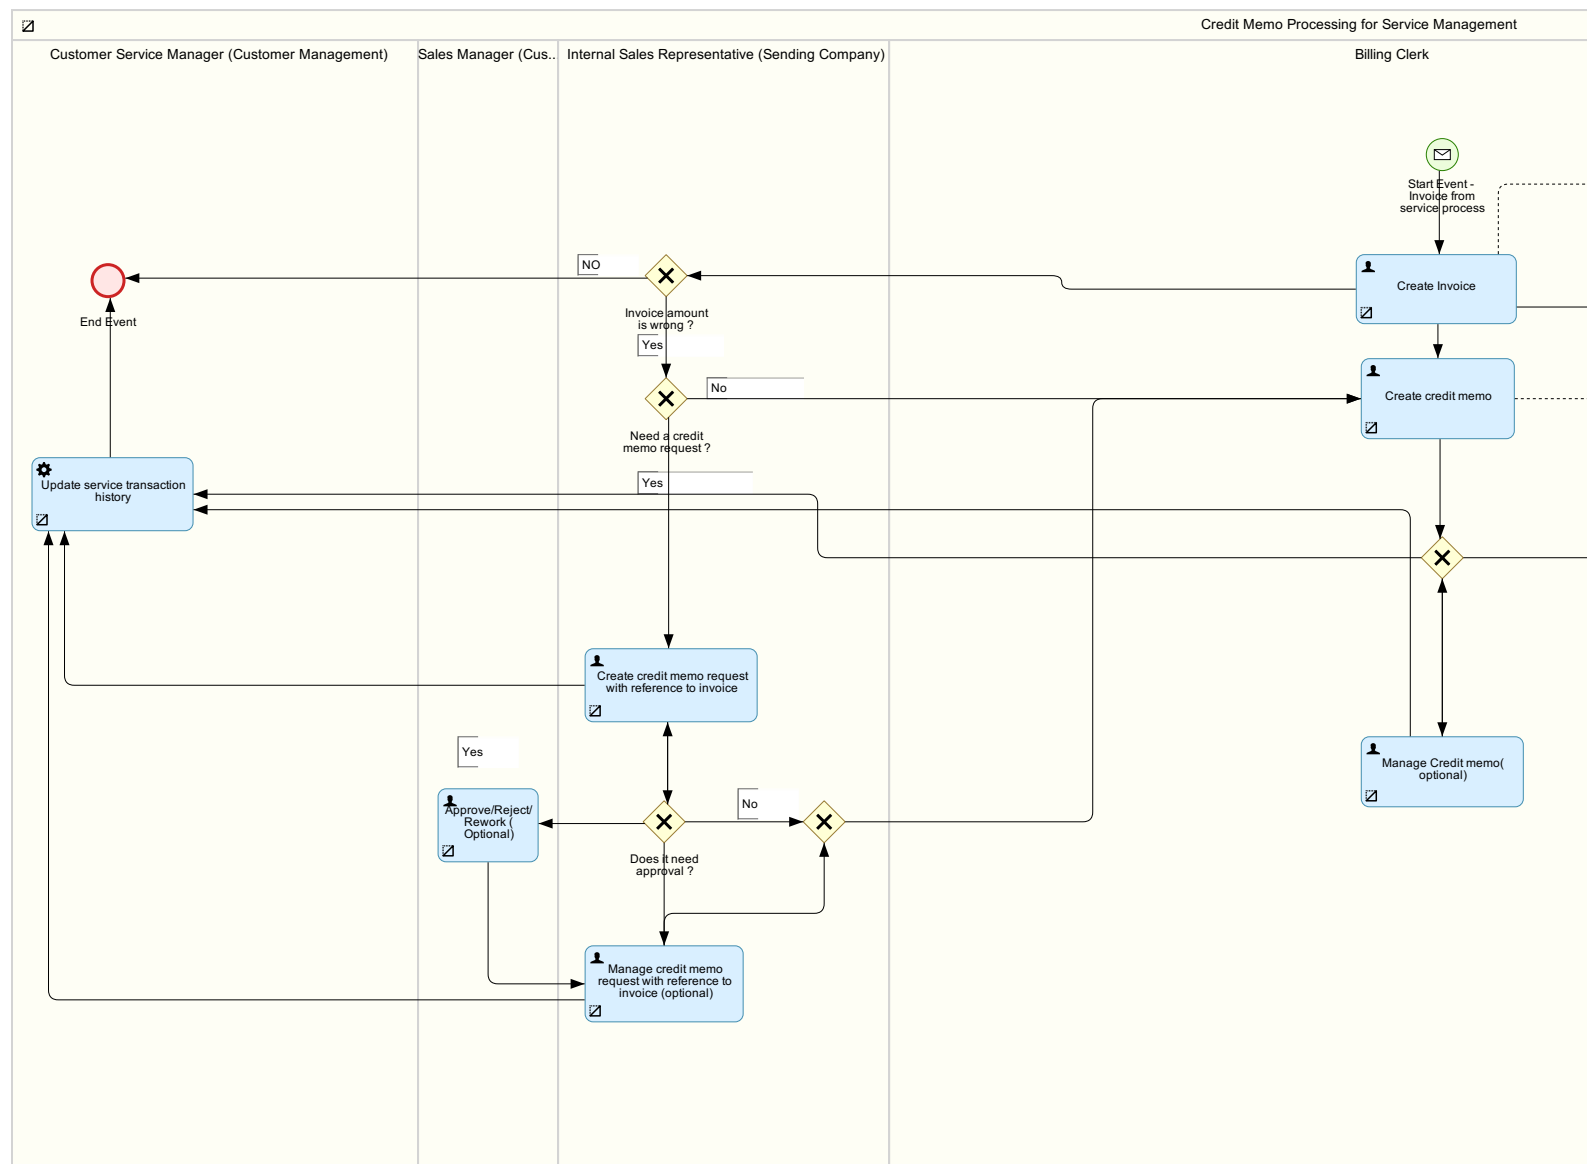 Credit Memo Processing for Service Management
Customer Service Manager (Customer Management)
Sales Manager (Cus..
Internal Sales Representative (Sending Company)
Billing Clerk
Start Event -
Invoice from
service process
NO
Create Invoice
Invoice amount
is wrong ?
End Event
Yes
No
Create credit memo
Need a credit
memo request ?
Yes
Update service transaction
history
Create credit memo request
with reference to invoice
Yes
Manage Credit memo(
optional)
No
Approve/Reject/
Rework (
Optional)
Does it need
approval ?
Manage credit memo
request with reference to
invoice (optional)